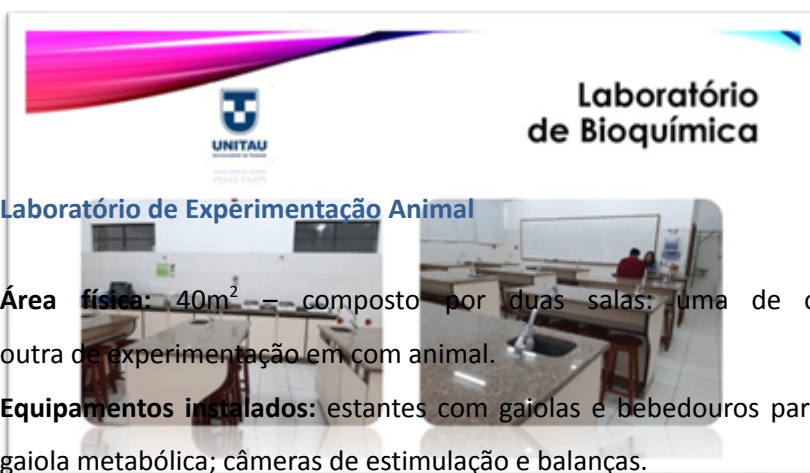 UNITAU
Laboratório
de Bioquímica
Laboratório de Experimentação Animal
Área física: 40m² – composto por duas salas: uma de
outra de experimentação em com animal.
Equipamentos instalados: estantes com gaiolas e bebedouros par
gaiola metabólica; câmeras de estimulação e balanças.